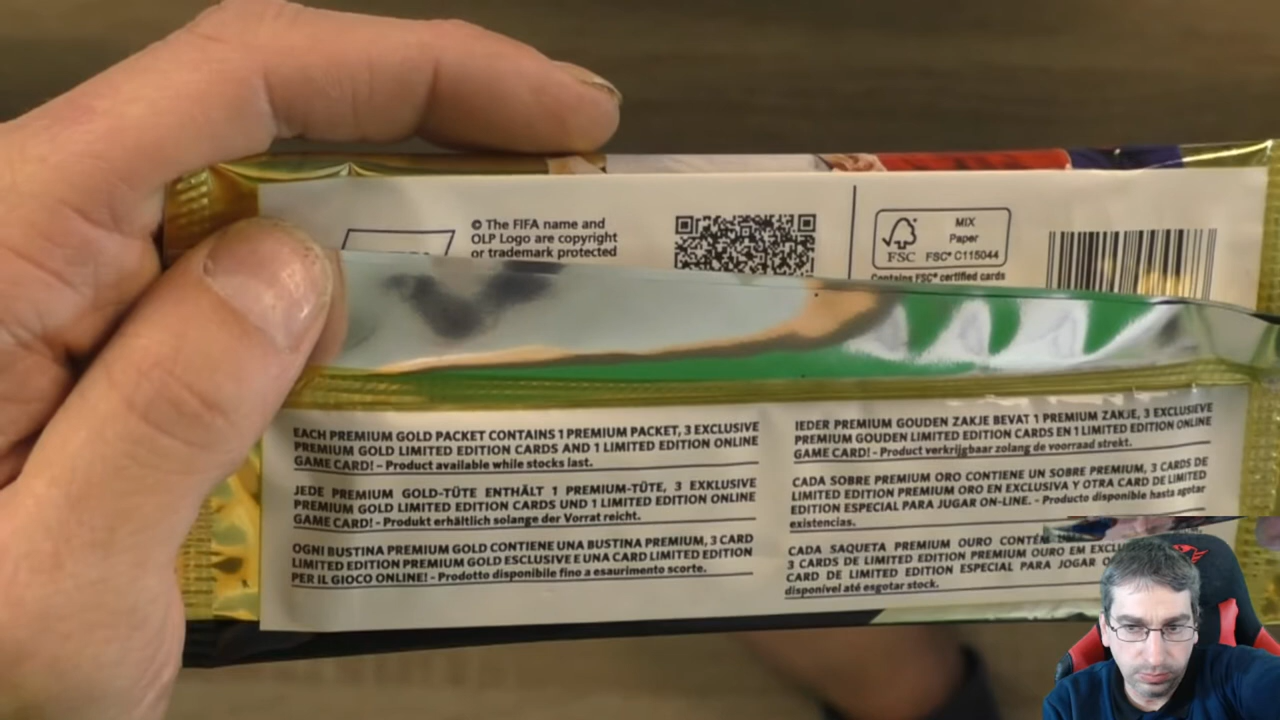 © The FIFA name and
OLP Logo are copyright
or trademark protected
MIX
Paper
FSC
FSC® C115044
Contains FSC® certified cards
EACH PREMIUM GOLD PACKET CONTAINS 1 PREMIUM PACKET, 3 EXCLUSIVE
PREMIUM GOLD LIMITED EDITION CARDS AND 1 LIMITED EDITION ONLINE
GAME CARD! – Product available while stocks last.
JEDE PREMIUM GOLD-TÜTE ENTHÄLT 1 PREMIUM-TÜTE, 3 EXKLUSIVE
PREMIUM GOLD LIMITED EDITION CARDS UND 1 LIMITED EDITION ONLINE
GAME CARD! – Produkt erhältlich solange der Vorrat reicht.
OGNI BUSTINA PREMIUM GOLD CONTIENE UNA BUSTINA PREMIUM, 3 CARD
LIMITED EDITION PREMIUM GOLD ESCLUSIVE E UNA CARD LIMITED EDITION
PER IL GIOCO ONLINE! – Prodotto disponibile fino a esaurimento scorte.
IEDER PREMIUM GOUDEN ZAKJE BEVAT 1 PREMIUM ZAKJE, 3 EXCLUSIEVE
PREMIUM GOUDEN LIMITED EDITION CARDS EN 1 LIMITED EDITION ONLINE
GAME CARD! – Product verkrijgbaar zolang de voorraad strekt.
CADA SOBRE PREMIUM ORO CONTIENE UN SOBRE PREMIUM, 3 CARDS DE
LIMITED EDITION PREMIUM ORO EN EXCLUSIVA Y OTRA CARD DE LIMITED
EDITION ESPECIAL PARA JUGAR ON-LINE. - Producto disponible hasta agotar
existencias.
CADA SAQUETA PREMIUM OURO
3 CARDS DE LIMITED EDITION PREMIUM OURO EM
CARD DE LIMITED EDITION ESPECIAL PARA JOGAR
disponível até esgotar stock.